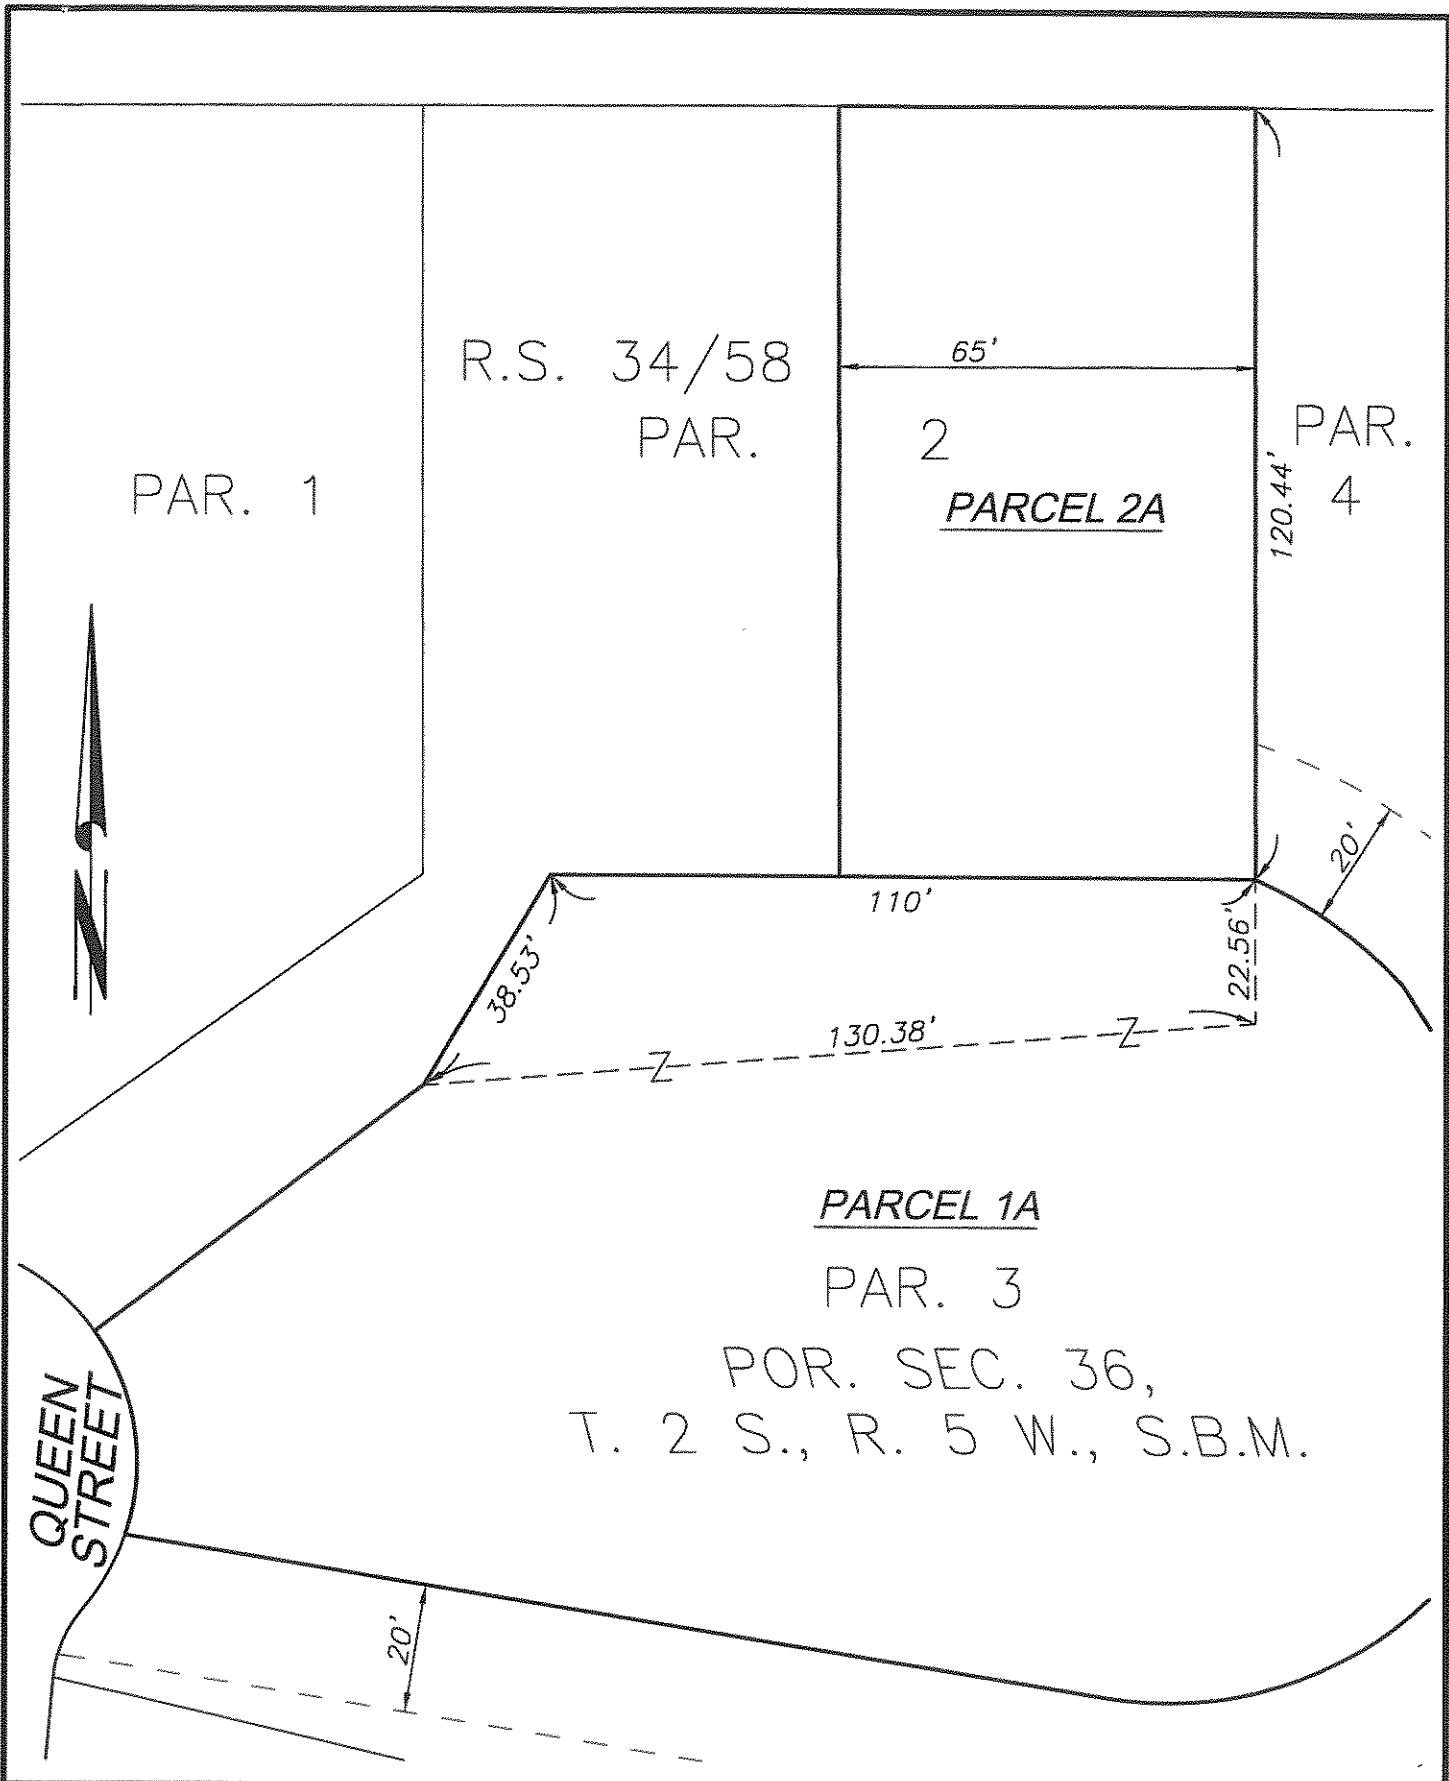 R.S. 34/58
PAR.
2
65'
PAR.
4
120.44'
PAR. 1
PARCEL 2A
N
20'
110'
22.56'
38.53'
130.38'
Z
Z
PARCEL 1A
PAR. 3
POR. SEC. 36,
T. 2 S., R. 5 W., S.B.M.
QUEEN
STREET
20'